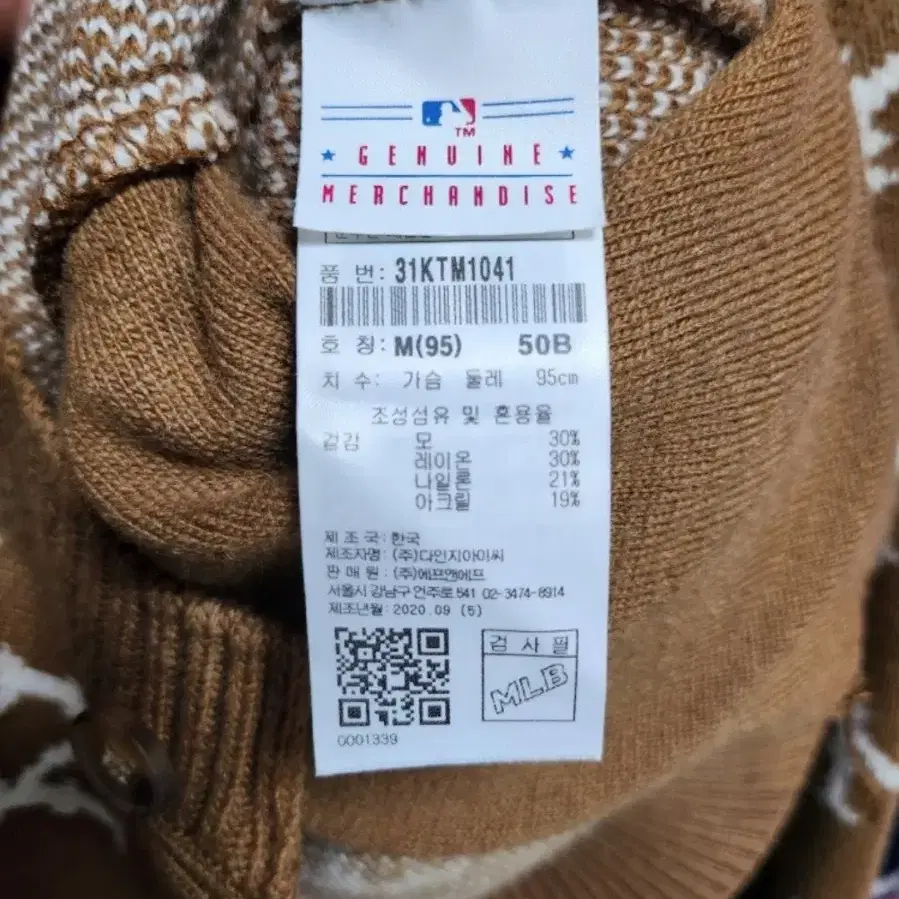 TM
GENUINE
MERCHANDISE
품 번: 31KTM1041
호 칭: M(95) 50B
치 수: 가슴 둘레 95cm
조성섬유 및 혼용율
겉감 모 30%
레이온 30%
나일론 21%
아크릴 19%
제 조 국: 한국
제조자명: (주)다인지아이씨
판 매 원: (주)에프앤에프
서울시 강남구 언주로 541 02-3474-8914
제조년월: 2020.09 (5)
검 사 필
MLB
0001339